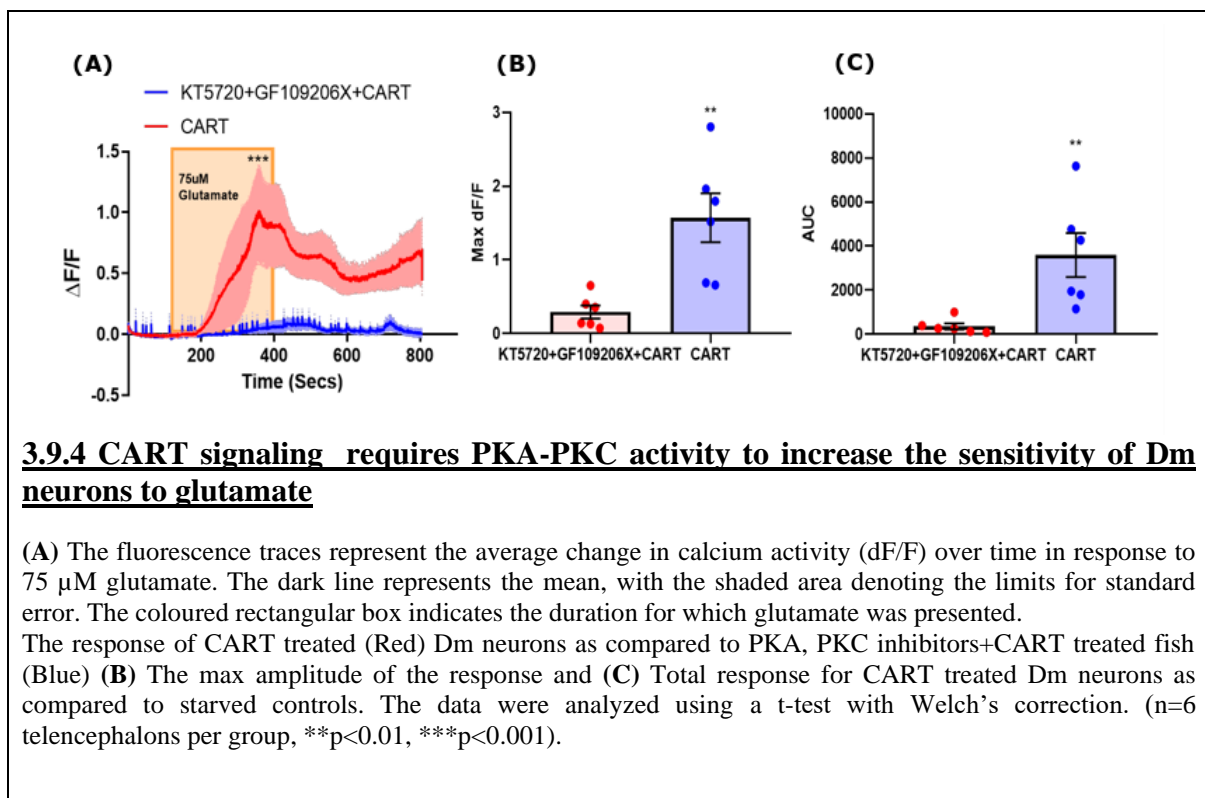 (A)
KT5720+GF109206X+CART
CART
1.5
1.0
0.5
0.0
-0.5
ΔF/F
75uM
Glutamate
***
200 400 600 800
Time (Secs)
(B)
3
2
1
0
Max dF/F
**
KT5720+GF109206X+CART CART
(C)
10000
8000
6000
4000
2000
0
AUC
**
KT5720+GF109206X+CART CART
3.9.4 CART signaling requires PKA-PKC activity to increase the sensitivity of Dm
neurons to glutamate
(A) The fluorescence traces represent the average change in calcium activity (dF/F) over time in response to
75 µM glutamate. The dark line represents the mean, with the shaded area denoting the limits for standard
error. The coloured rectangular box indicates the duration for which glutamate was presented.
The response of CART treated (Red) Dm neurons as compared to PKA, PKC inhibitors+CART treated fish
(Blue) (B) The max amplitude of the response and (C) Total response for CART treated Dm neurons as
compared to starved controls. The data were analyzed using a t-test with Welch’s correction. (n=6
telencephalons per group, **p<0.01, ***p<0.001).